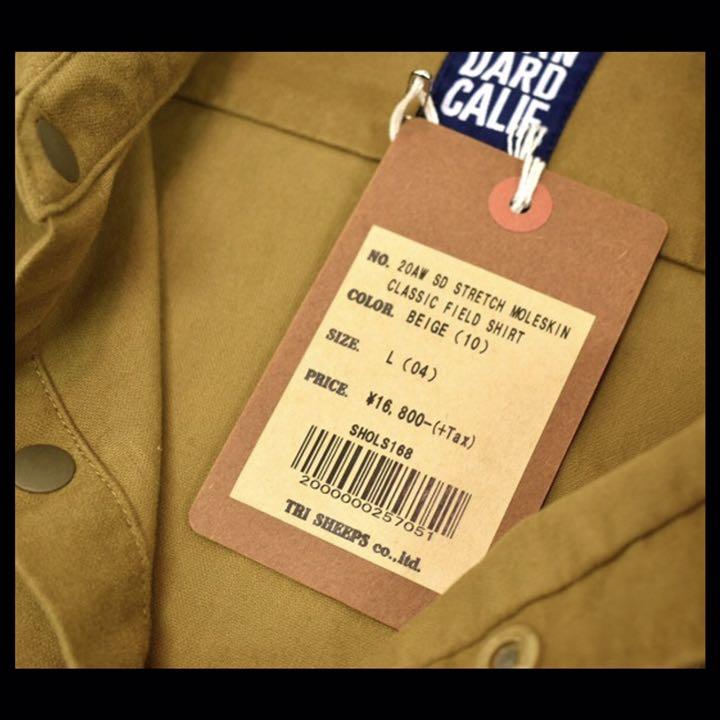 DARD
CALIF
NO. 20AW SD STRETCH MOLESKIN
CLASSIC FIELD SHIRT
COLOR. BEIGE (10)
SIZE. L (04)
PRICE. ¥16,800-(+Tax)
SHOLS168
2000000257051
TRI SHEEPS co.,ltd.